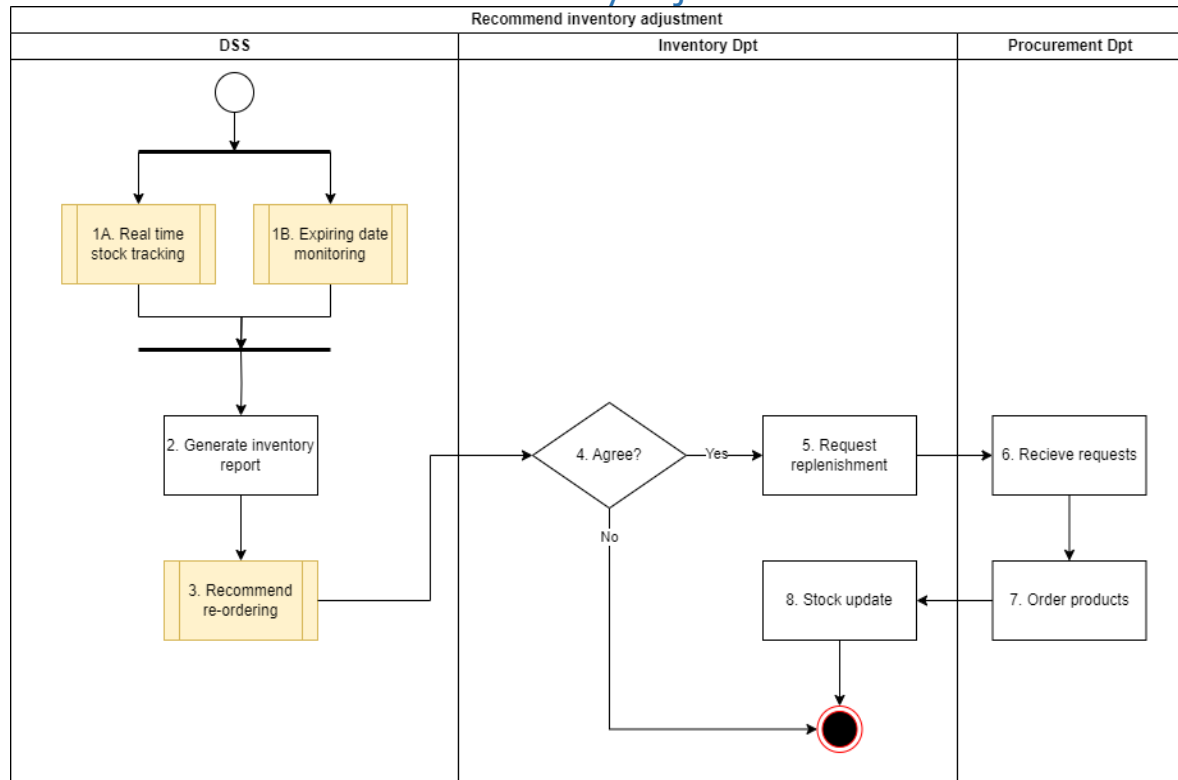 Recommend inventory adjustment
DSS
Inventory Dpt
Procurement Dpt
1A. Real time
stock tracking
1B. Expiring date
monitoring
2. Generate inventory
report
4. Agree?
Yes
5. Request
replenishment
6. Recieve requests
No
3. Recommend
re-ordering
8. Stock update
7. Order products